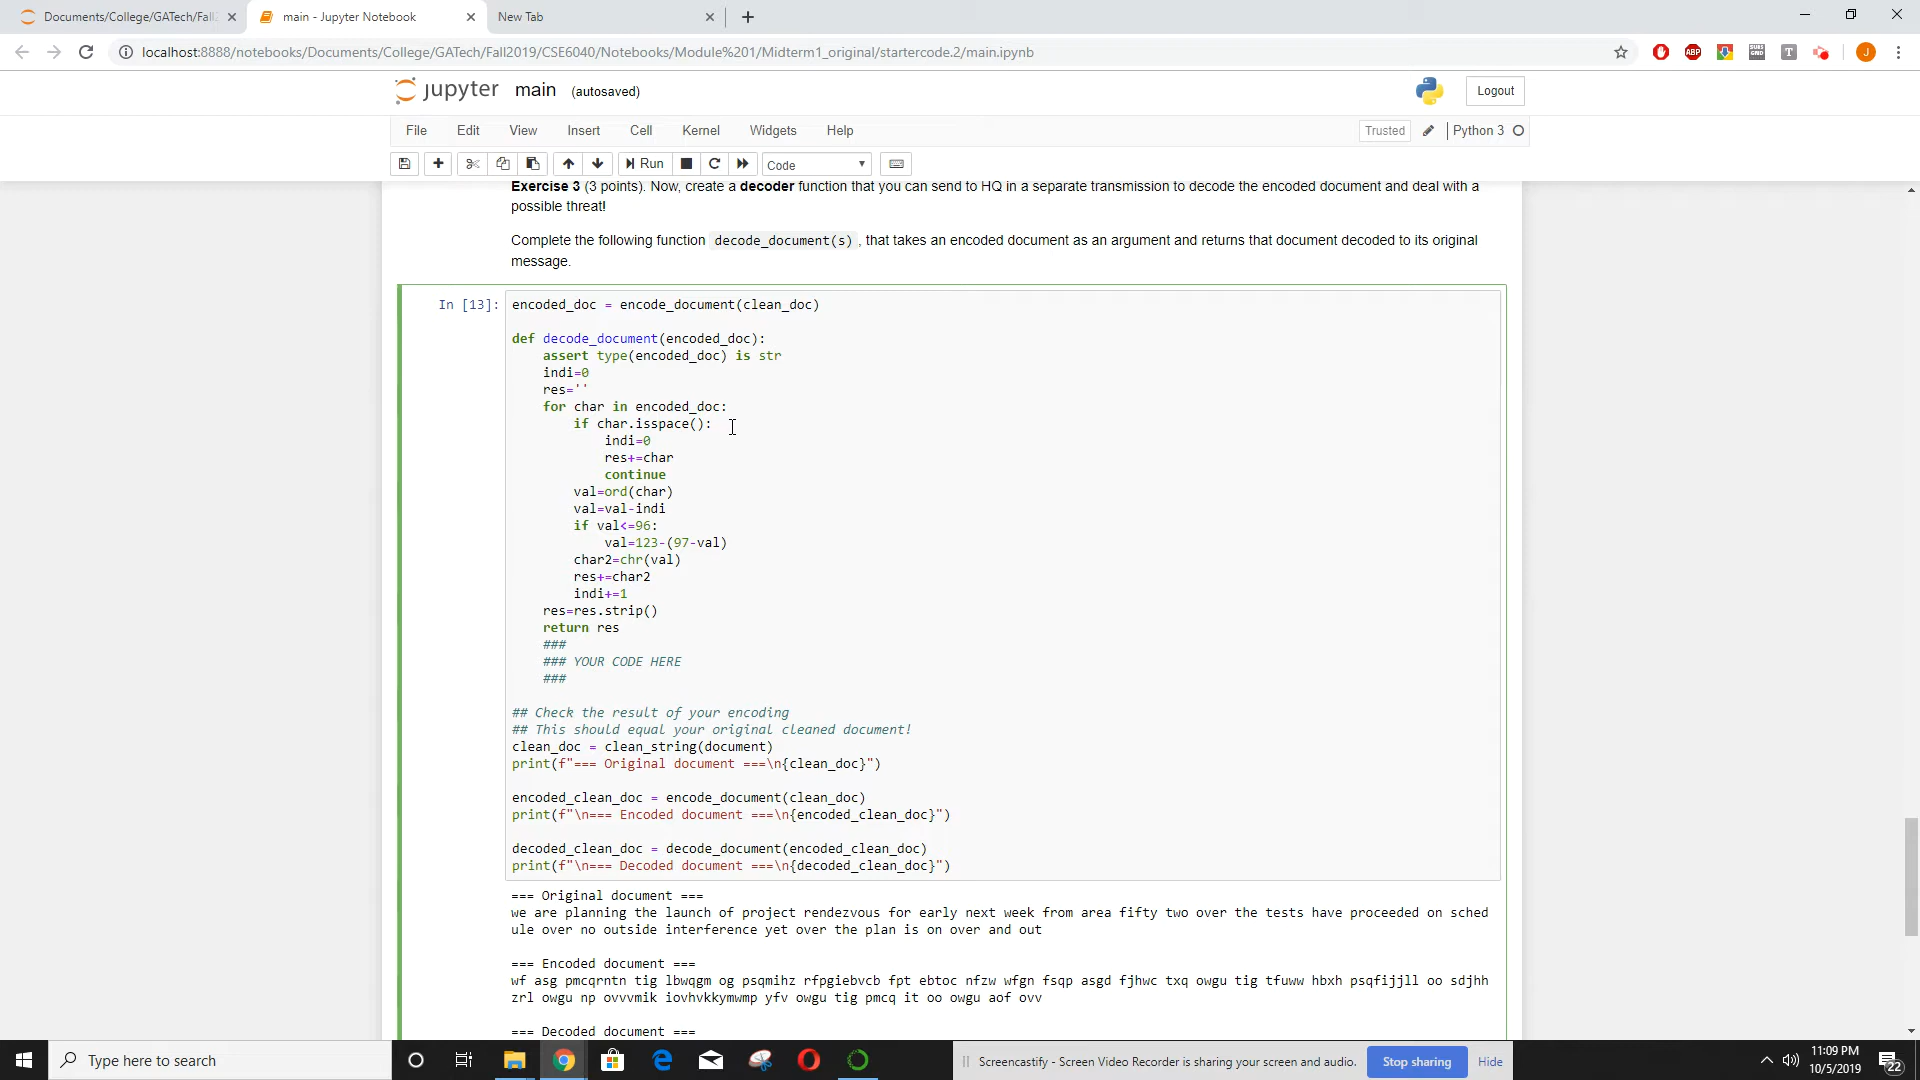 Documents/College/GATech/Fall
main - Jupyter Notebook
New Tab
localhost:8888/notebooks/Documents/College/GATech/Fall2019/CSE6040/Notebooks/Module%201/Midterm1_original/startercode.2/main.ipynb
ABP
T
J
jupyter main (autosaved)
Logout
File Edit View Insert Cell Kernel Widgets Help
Trusted Python 3
Run Code
Exercise 3 (3 points). Now, create a decoder function that you can send to HQ in a separate transmission to decode the encoded document and deal with a
possible threat!
Complete the following function decode_document(s) , that takes an encoded document as an argument and returns that document decoded to its original
message.
In [13]: encoded_doc = encode_document(clean_doc)
def decode_document(encoded_doc):
assert type(encoded_doc) is str
indi=0
res=''
for char in encoded_doc:
if char.isspace():
indi=0
res+=char
continue
val=ord(char)
val=val-indi
if val<=96:
val=123-(97-val)
char2=chr(val)
res+=char2
indi+=1
res=res.strip()
return res
###
### YOUR CODE HERE
###
## Check the result of your encoding
## This should equal your original cleaned document!
clean_doc = clean_string(document)
print(f"=== Original document ===\n{clean_doc}")
encoded_clean_doc = encode_document(clean_doc)
print(f"\n=== Encoded document ===\n{encoded_clean_doc}")
decoded_clean_doc = decode_document(encoded_clean_doc)
print(f"\n=== Decoded document ===\n{decoded_clean_doc}")
=== Original document ===
we are planning the launch of project rendezvous for early next week from area fifty two over the tests have proceeded on sched
ule over no outside interference yet over the plan is on over and out
=== Encoded document ===
wf asg pmcqrntn tig lbwqgm og psqmihz rfpgiebvcb fpt ebtoc nfzw wfgn fsqp asgd fjhwc txq owgu tig tfuww hbxh psqfijjll oo sdjhh
zrl owgu np ovvvmik iovhvkkymwmp yfv owgu tig pmcq it oo owgu aof ovv
=== Decoded document ===
Type here to search
Screencastify - Screen Video Recorder is sharing your screen and audio.
Stop sharing
Hide
11:09 PM
10/5/2019
22